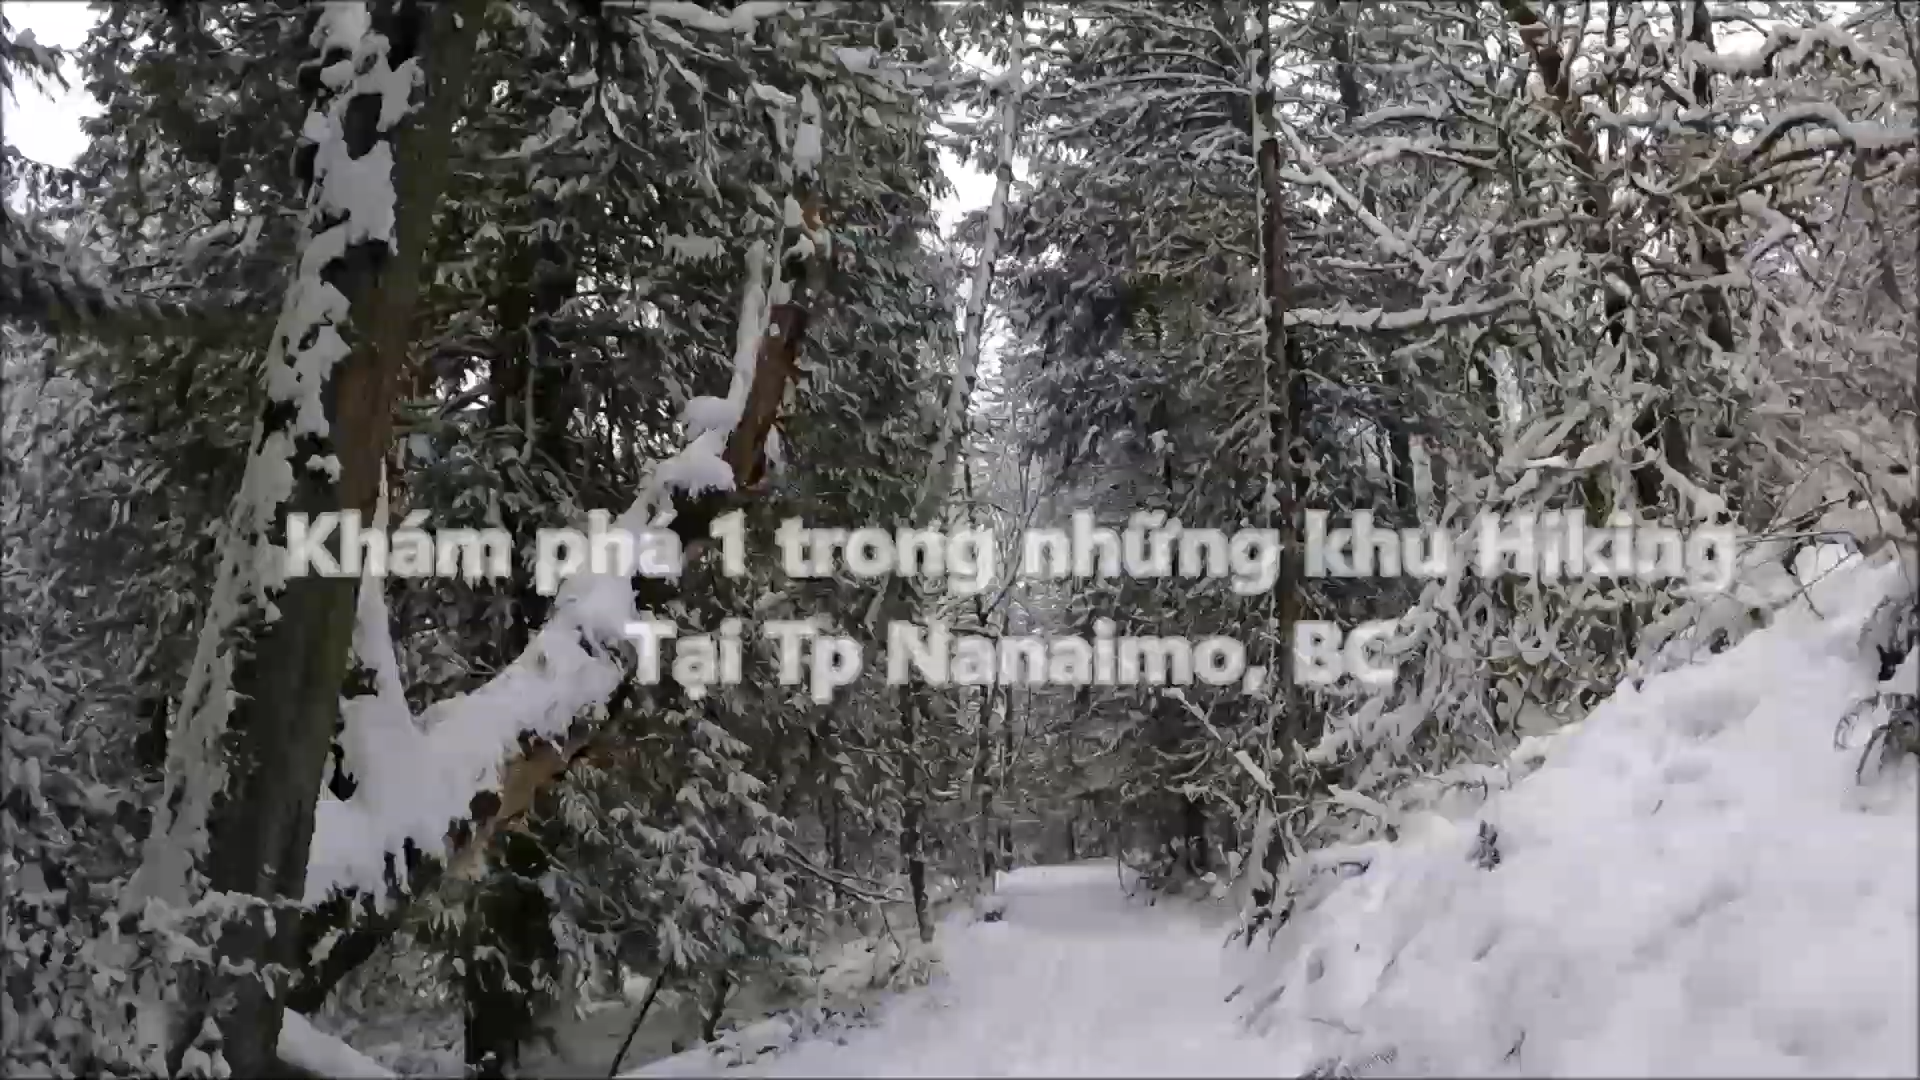 Khám phá 1 trong những khu Hiking
Tại Tp Nanaimo, BC